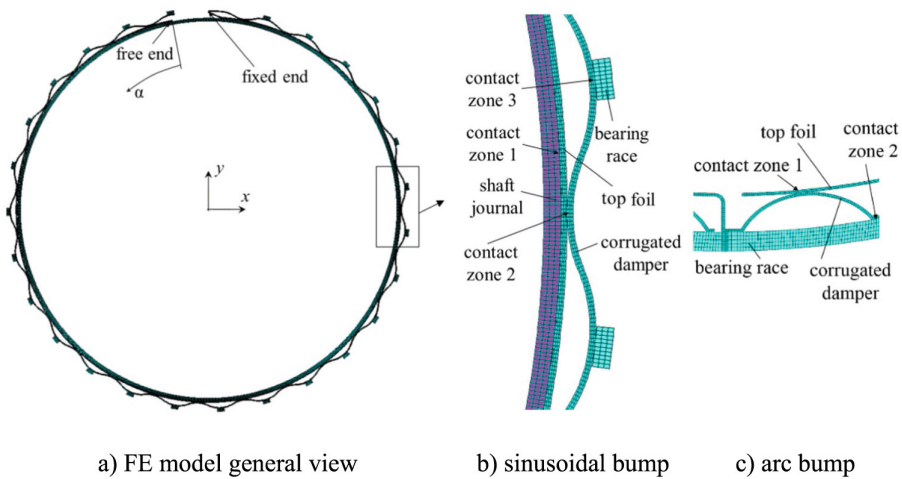 free end
fixed end
α
y
x
a) FE model general view
contact
zone 3
contact
zone 1
shaft
journal
contact
zone 2
bearing
race
top foil
corrugated
damper
b) sinusoidal bump
top foil
contact
zone 2
contact zone 1
bearing race
corrugated
damper
c) arc bump